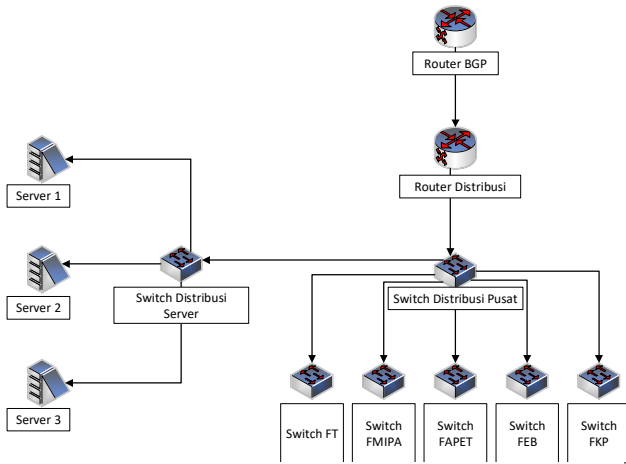 Router BGP
Router Distribusi
Server 1
Server 2
Switch Distribusi
Server
Switch Distribusi Pusat
Server 3
Switch FT
Switch
FMIPA
Switch
FAPET
Switch
FEB
Switch
FKP
.